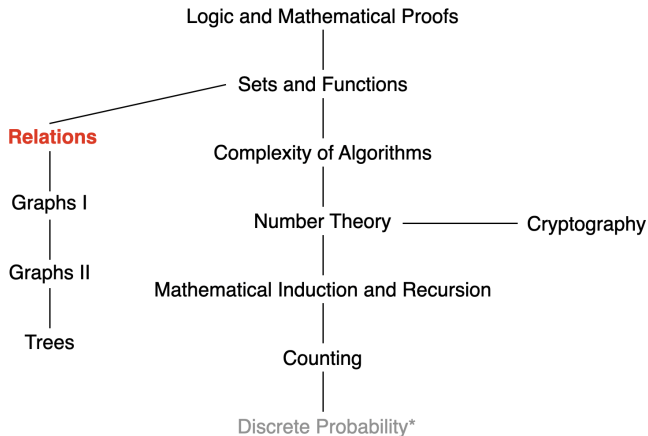 Logic and Mathematical Proofs
Sets and Functions
Relations
Complexity of Algorithms
Graphs I
Number Theory
Cryptography
Graphs II
Mathematical Induction and Recursion
Trees
Counting
Discrete Probability*